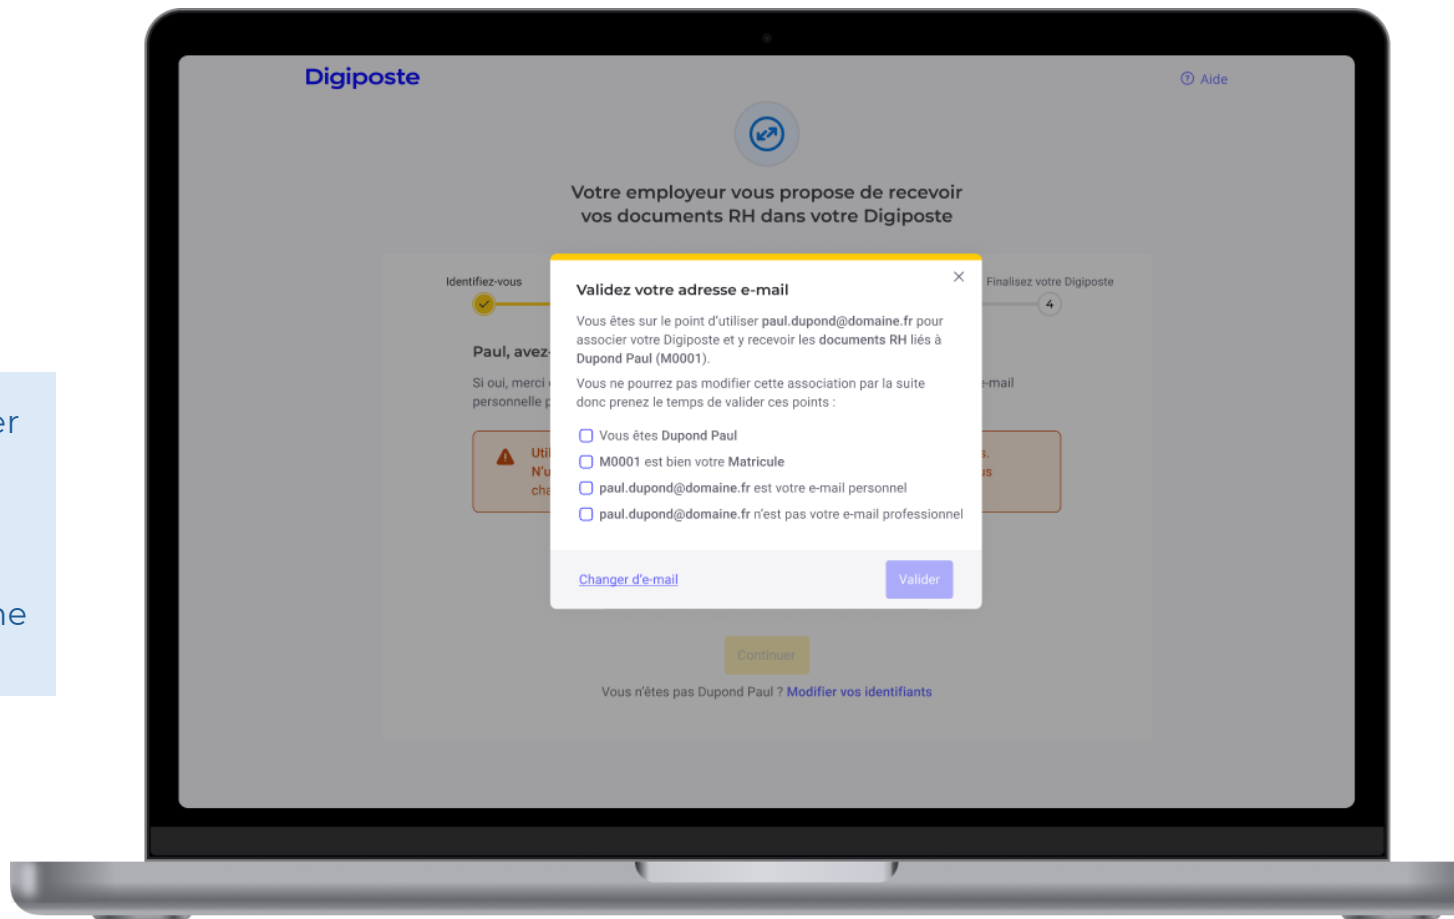 Digiposte
Aide
Votre employeur vous propose de recevoir
vos documents RH dans votre Digiposte
Identifiez-vous
Finalisez votre Digiposte
4
Paul, avez-
Si oui, merci
personnelle
e-mail
Validez votre adresse e-mail
Vous êtes sur le point d'utiliser paul.dupond@domaine.fr pour
associer votre Digiposte et y recevoir les documents RH liés à
Dupond Paul (M0001).
Vous ne pourrez pas modifier cette association par la suite
donc prenez le temps de valider ces points :
Vous êtes Dupond Paul
M0001 est bien votre Matricule
paul.dupond@domaine.fr est votre e-mail personnel
paul.dupond@domaine.fr n'est pas votre e-mail professionnel
Changer d'e-mail
Valider
Continuer
Vous n'êtes pas Dupond Paul ? Modifier vos identifiants